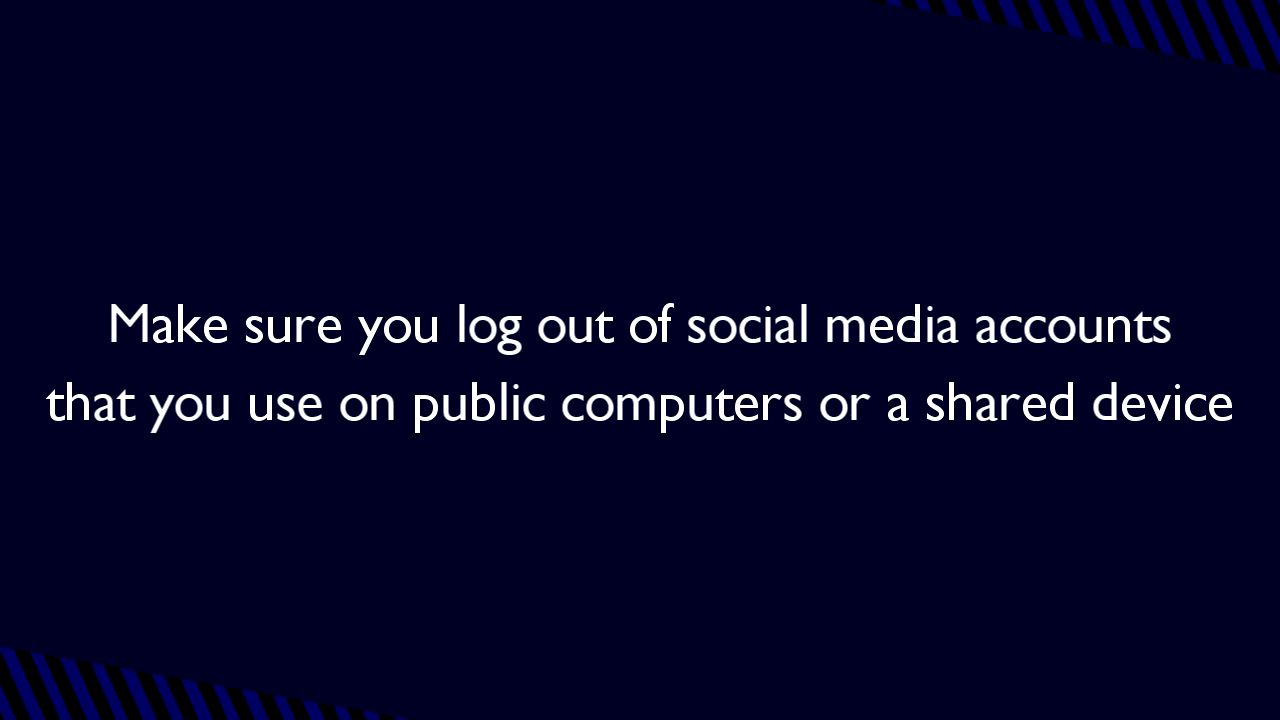 Make sure you log out of social media accounts
that you use on public computers or a shared device